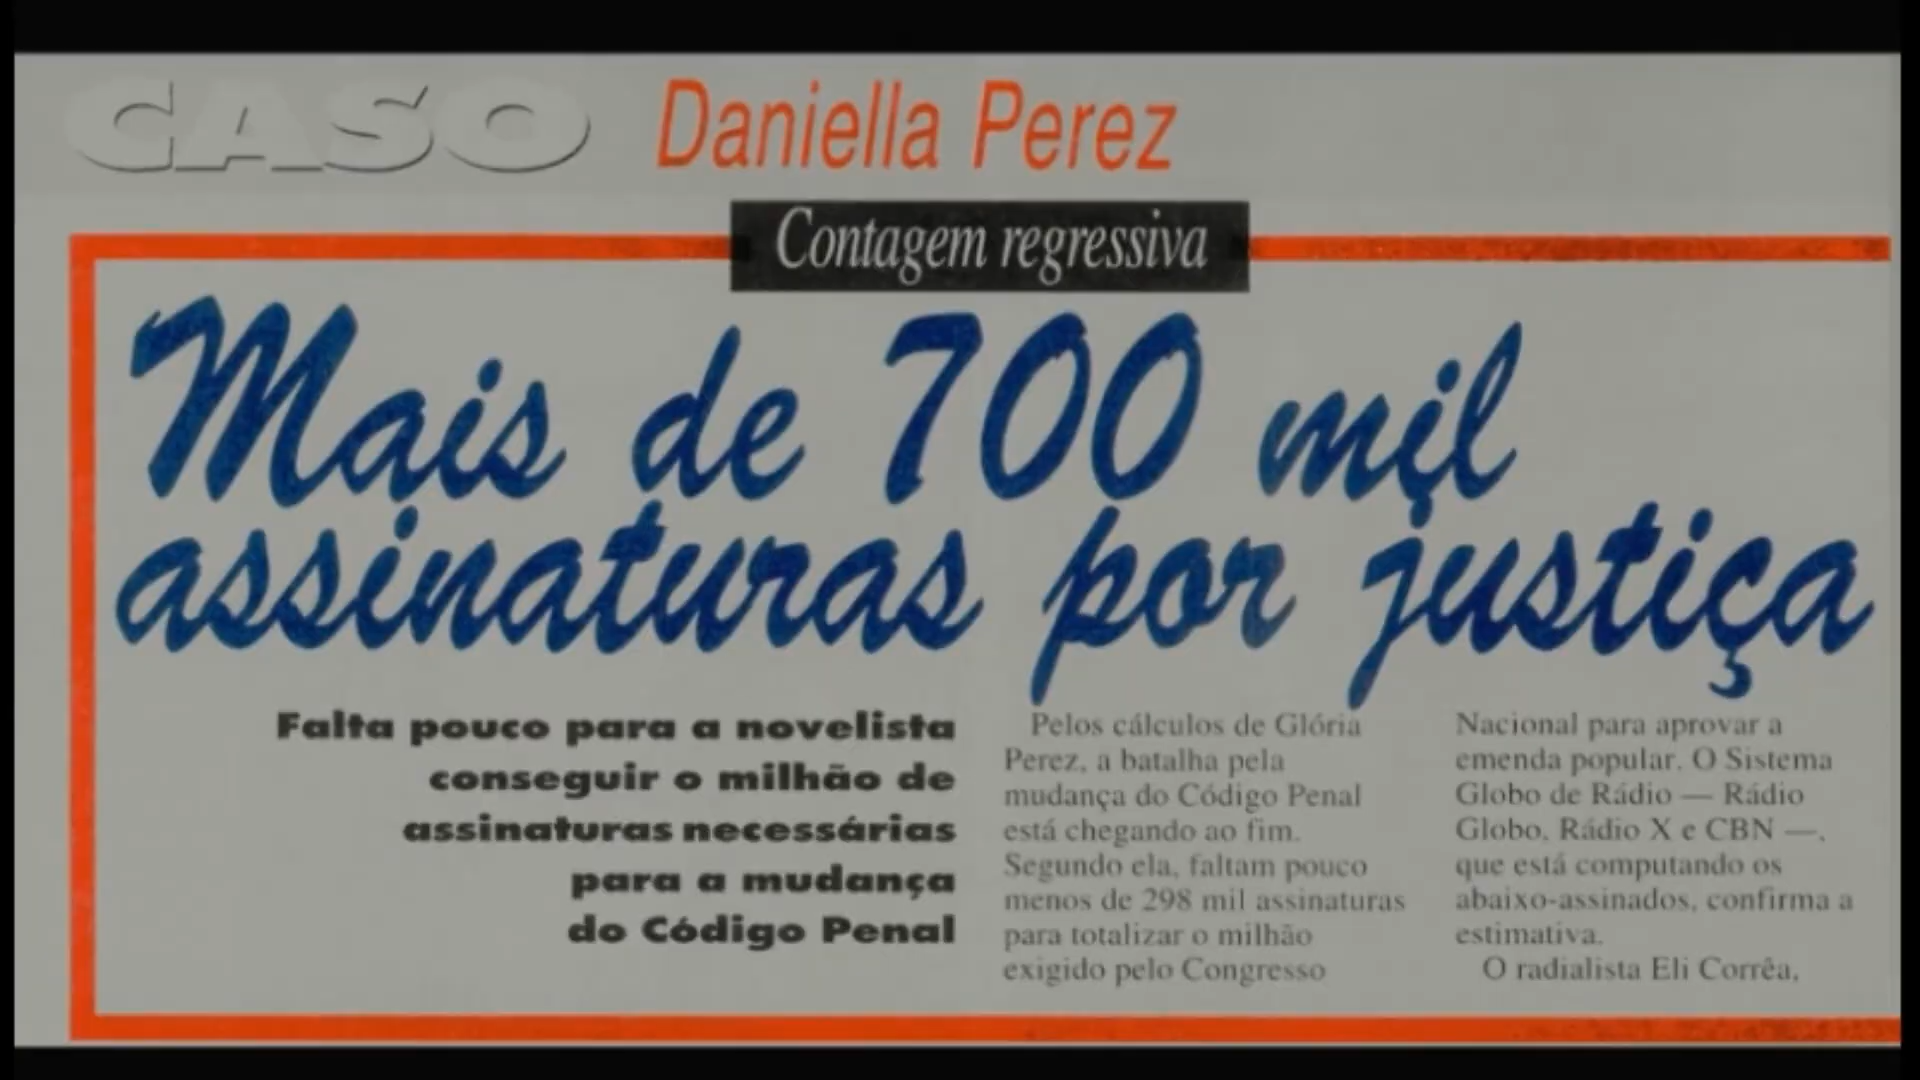 CASO Daniella Perez
Contagem regressiva
Mais de 700 mil
assinaturas por justiça
Falta pouco para a novelista
conseguir o milhão de
assinaturas necessárias
para a mudança
do Código Penal
Pelos cálculos de Glória
Perez, a batalha pela
mudança do Código Penal
está chegando ao fim.
Segundo ela, faltam pouco
menos de 298 mil assinaturas
para totalizar o milhão
exigido pelo Congresso
Nacional para aprovar a
emenda popular. O Sistema
Globo de Rádio — Rádio
Globo, Rádio X e CBN —,
que está computando os
abaixo-assinados, confirma a
estimativa.
O radialista Eli Corrêa,